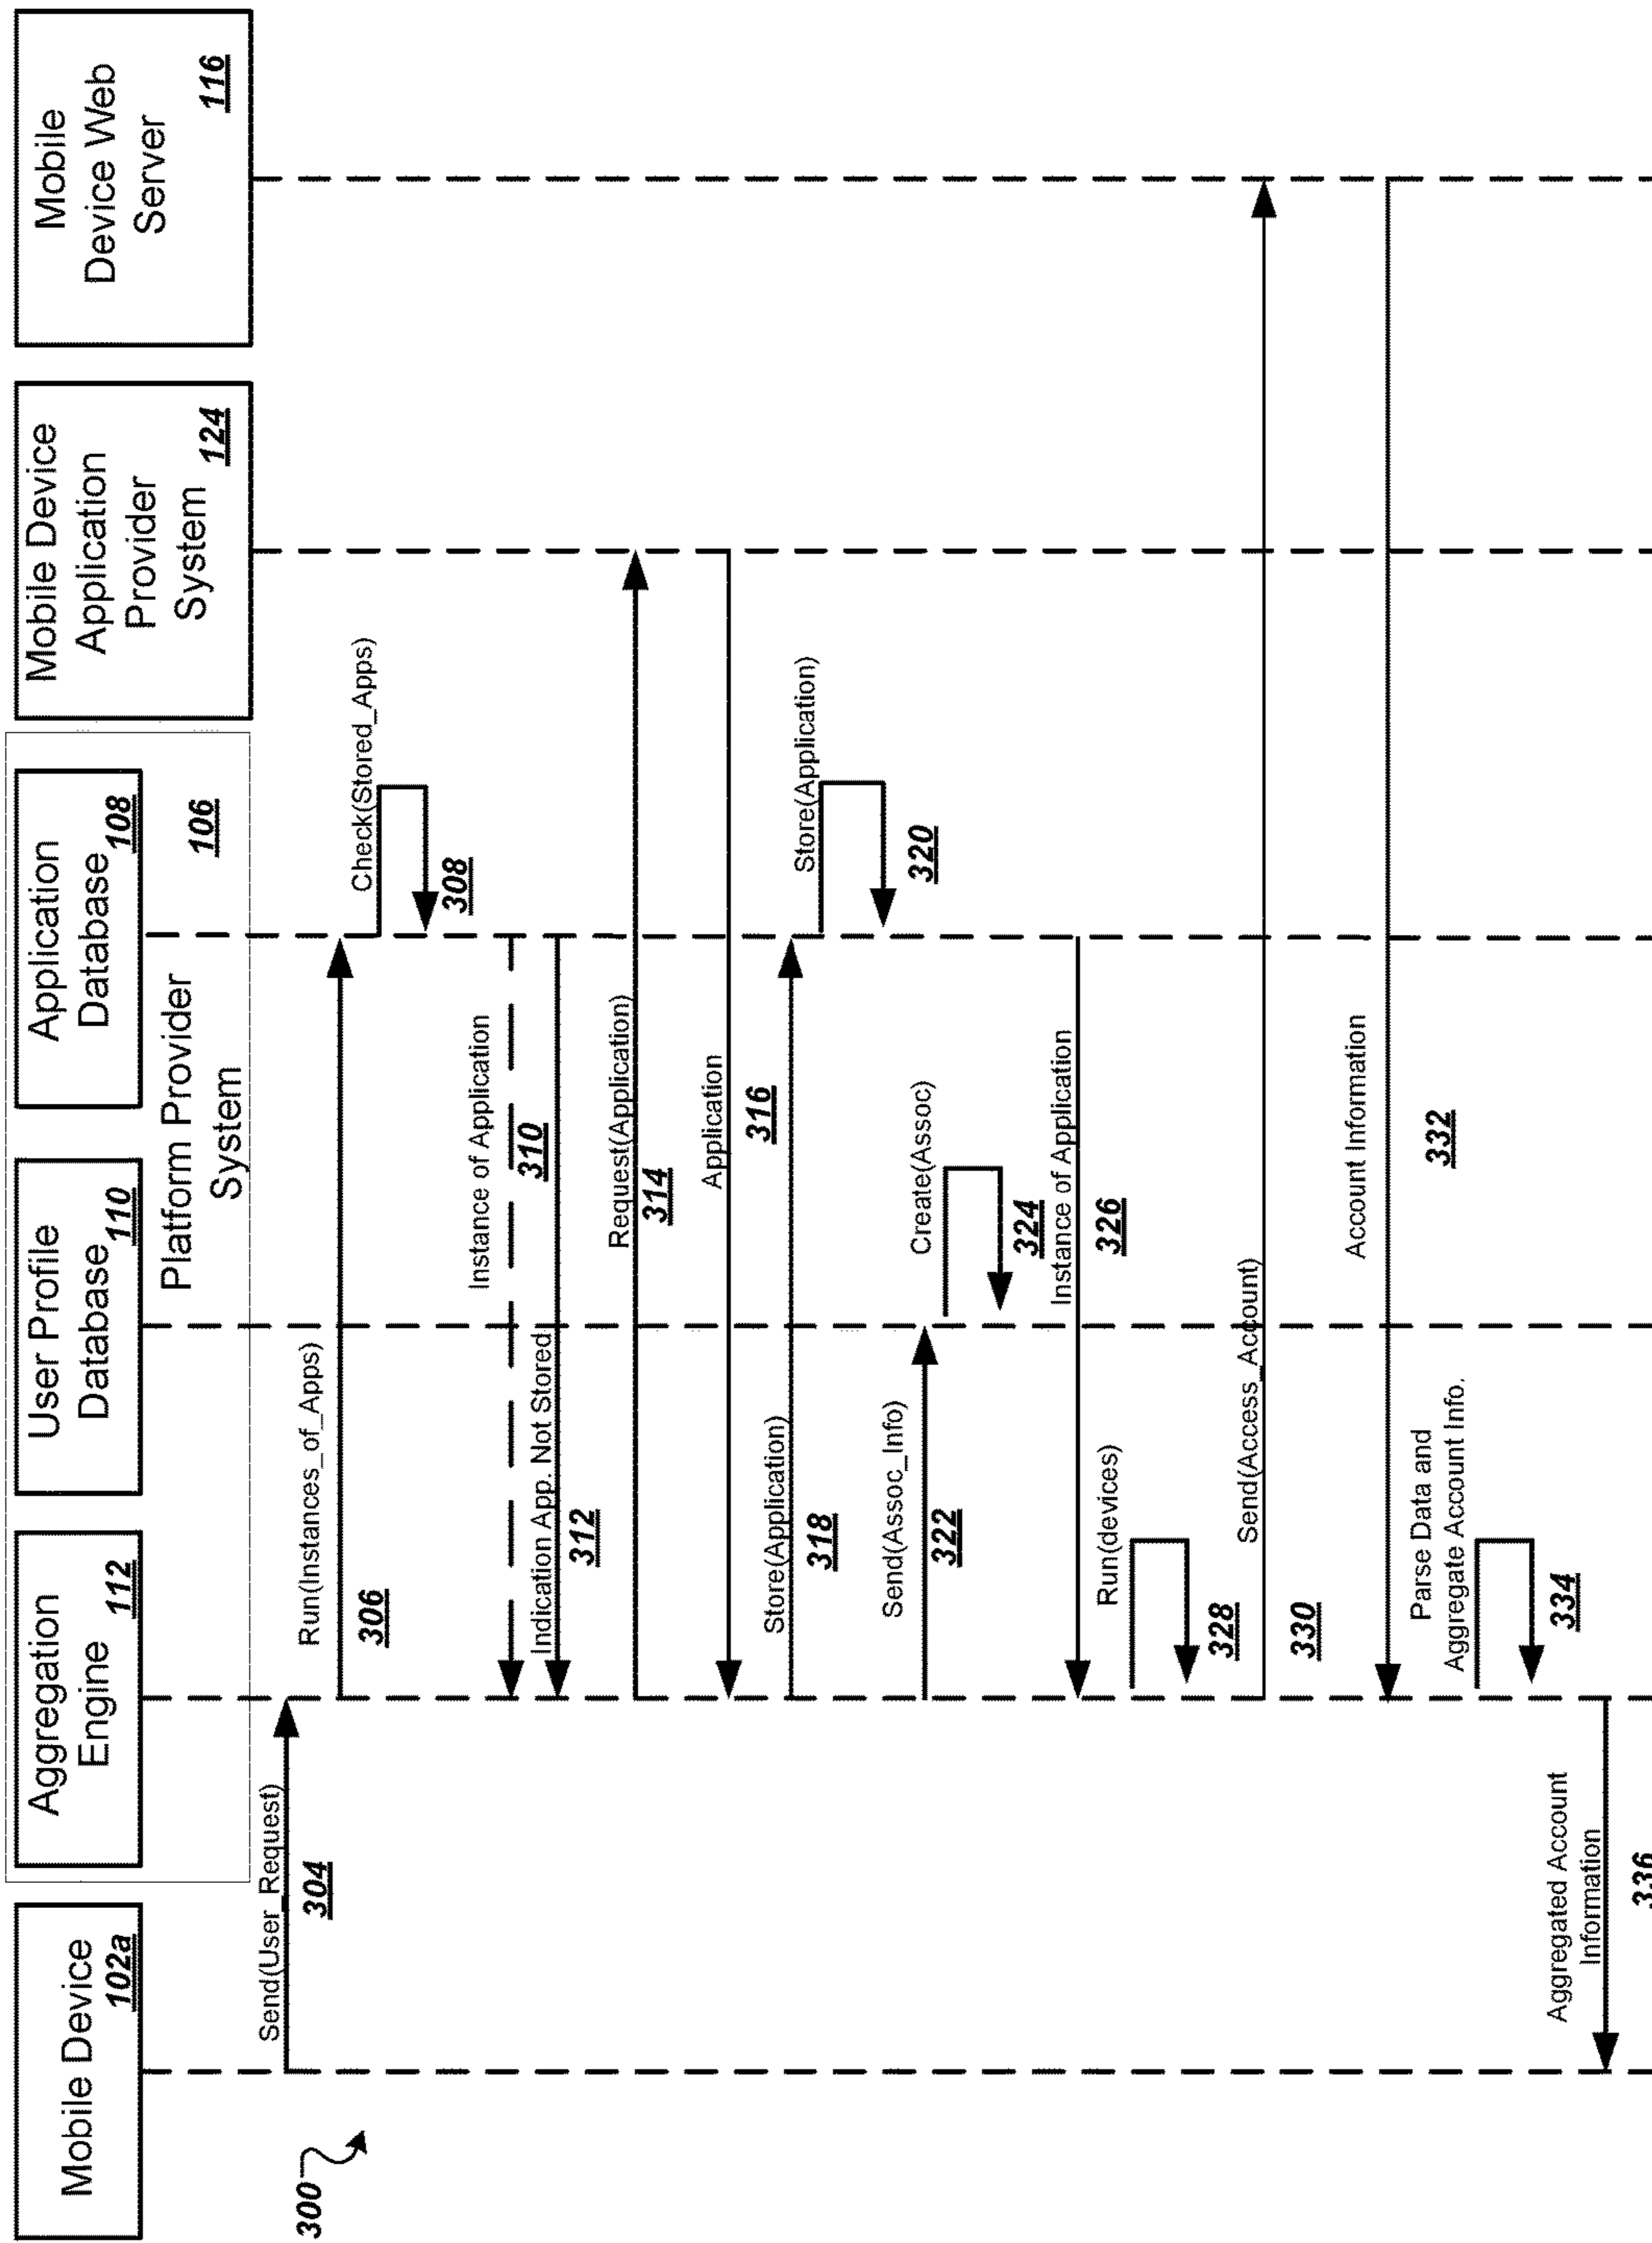 Mobile Device
102a
Aggregation
Engine
112
User Profile
Database
110
Application
Database
108
Platform Provider
System
106
Mobile Device
Application
Provider
System
124
Mobile
Device Web
Server
116
300
Send(User_Request)
304
Run(Instances_of_Apps)
306
Check(Stored_Apps)
308
Instance of Application
310
Indication App. Not Stored
312
Request(Application)
314
Application
316
Store(Application)
318
Store(Application)
320
Send(Assoc_Info)
322
Create(Assoc)
324
Instance of Application
326
Run(devices)
328
Send(Access_Account)
330
Account Information
332
Parse Data and
Aggregate Account Info.
334
Aggregated Account
Information
336